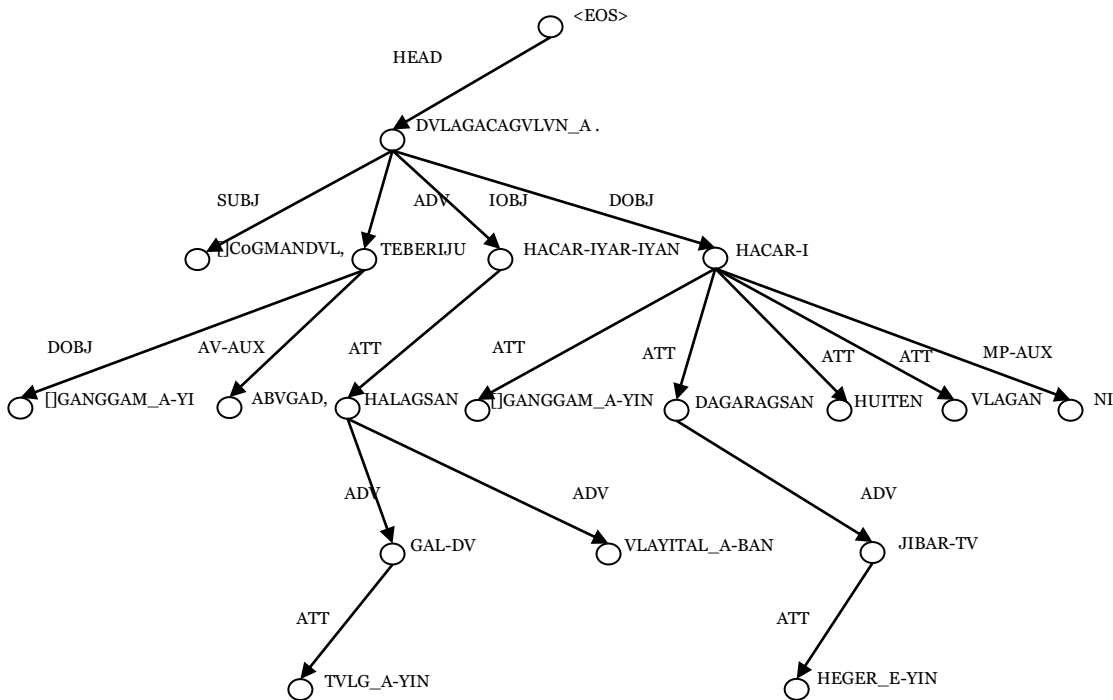 <EOS>
HEAD
DVLAGACAGVLVN_A .
SUBJ ADV IOBJ DOBJ
[]CoGMANDVL, TEBERIJU HACAR-IYAR-IYAN HACAR-I
DOBJ AV-AUX ATT ATT ATT ATT ATT MP-AUX
[]GANGGAM_A-YI ABVGAD, HALAGSAN []GANGGAM_A-YIN DAGARAGSAN HUITEN VLAGAN NI
ADV ADV ADV
GAL-DV VLAYITAL_A-BAN JIBAR-TV
ATT ATT
TVLG_A-YIN HEGER_E-YIN